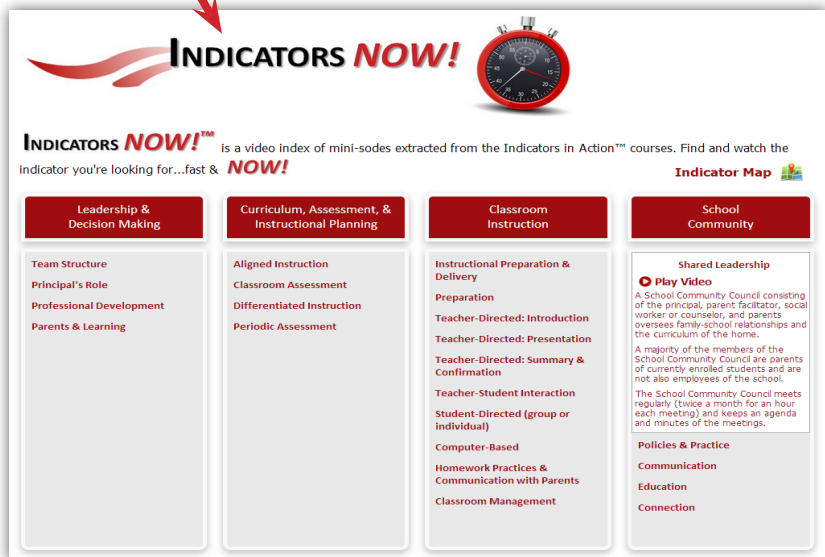 INDICATORS NOW!
INDICATORS NOW!™ is a video index of mini-sodes extracted from the Indicators in Action™ courses. Find and watch the
indicator you're looking for...fast & NOW!
Indicator Map
Leadership &
Decision Making
Team Structure
Principal's Role
Professional Development
Parents & Learning
Curriculum, Assessment, &
Instructional Planning
Aligned Instruction
Classroom Assessment
Differentiated Instruction
Periodic Assessment
Classroom
Instruction
Instructional Preparation &
Delivery
Preparation
Teacher-Directed: Introduction
Teacher-Directed: Presentation
Teacher-Directed: Summary &
Confirmation
Teacher-Student Interaction
Student-Directed (group or
individual)
Computer-Based
Homework Practices &
Communication with Parents
Classroom Management
School
Community
Shared Leadership
Play Video
A School Community Council consisting
of the principal, parent facilitator, social
worker or counselor, and parents
oversees family-school relationships and
the curriculum of the home.
A majority of the members of the
School Community Council are parents
of currently enrolled students and are
not also employees of the school.
The School Community Council meets
regularly (twice a month for an hour
each meeting) and keeps an agenda
and minutes of the meetings.
Policies & Practice
Communication
Education
Connection